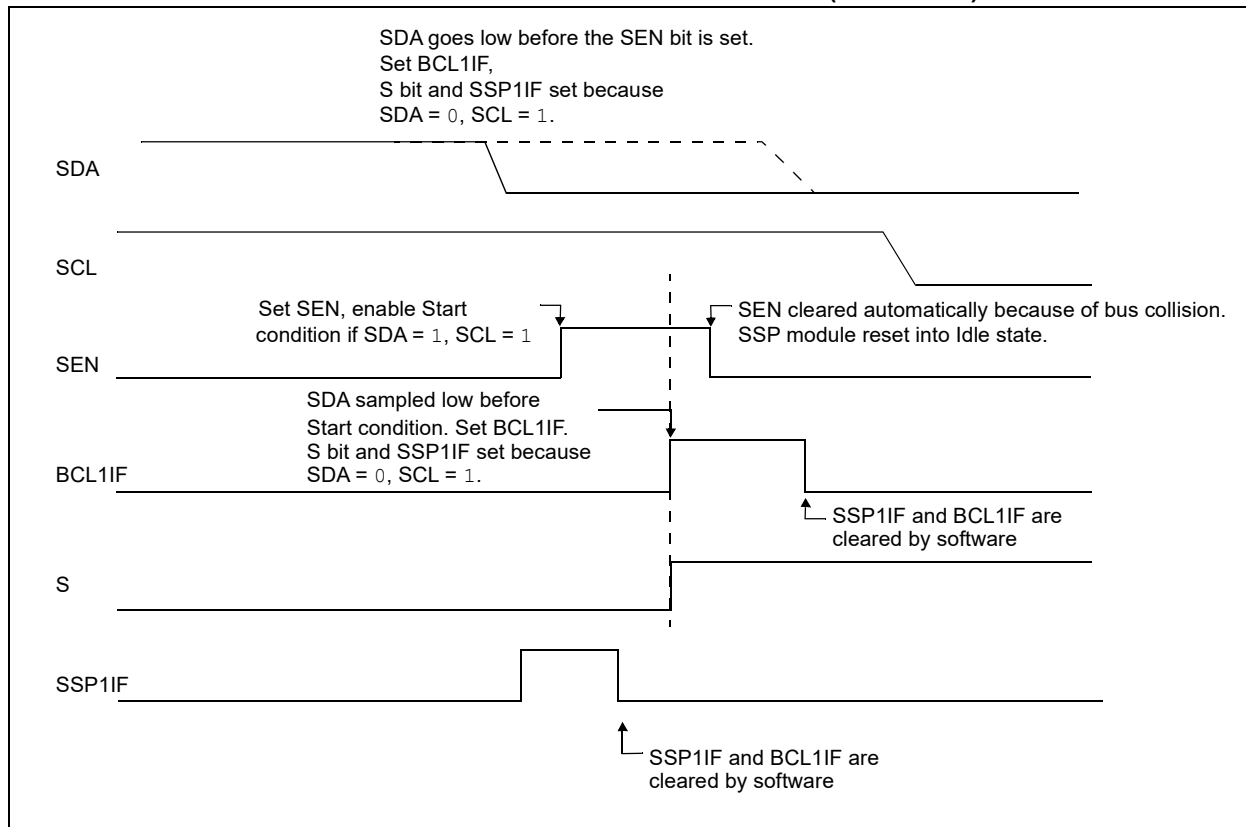 SDA goes low before the SEN bit is set.
Set BCL1IF,
S bit and SSP1IF set because
SDA = 0, SCL = 1.
SDA
SCL
Set SEN, enable Start
condition if SDA = 1, SCL = 1
SEN cleared automatically because of bus collision.
SSP module reset into Idle state.
SEN
SDA sampled low before
Start condition. Set BCL1IF.
S bit and SSP1IF set because
SDA = 0, SCL = 1.
BCL1IF
SSP1IF and BCL1IF are
cleared by software
S
SSP1IF
SSP1IF and BCL1IF are
cleared by software